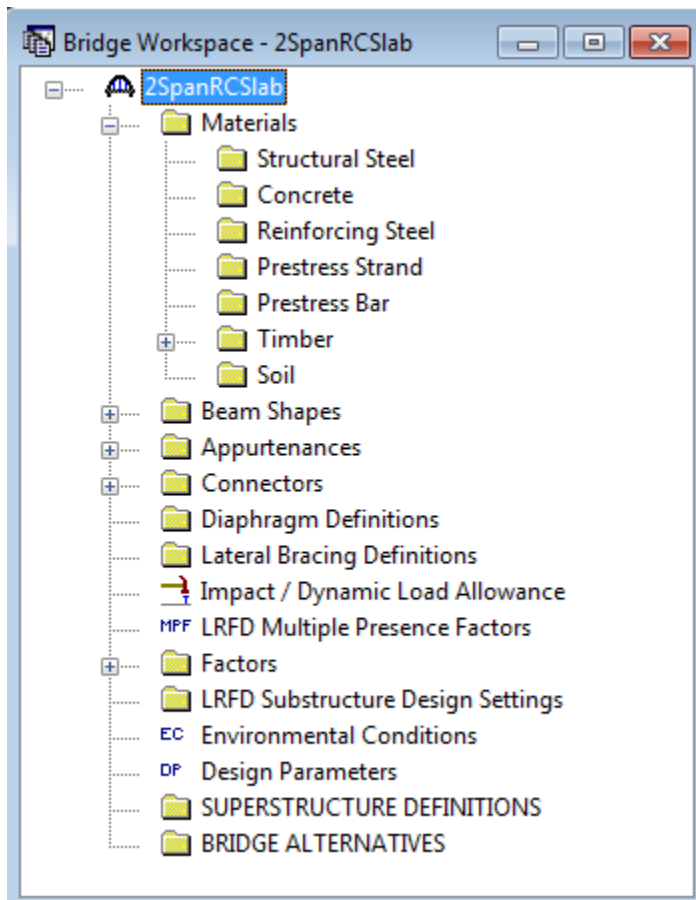 Bridge Workspace - 2SpanRCSlab
2SpanRCSlab
Materials
Structural Steel
Concrete
Reinforcing Steel
Prestress Strand
Prestress Bar
Timber
Soil
Beam Shapes
Appurtenances
Connectors
Diaphragm Definitions
Lateral Bracing Definitions
Impact / Dynamic Load Allowance
MPF LRFD Multiple Presence Factors
Factors
LRFD Substructure Design Settings
EC Environmental Conditions
DP Design Parameters
SUPERSTRUCTURE DEFINITIONS
BRIDGE ALTERNATIVES